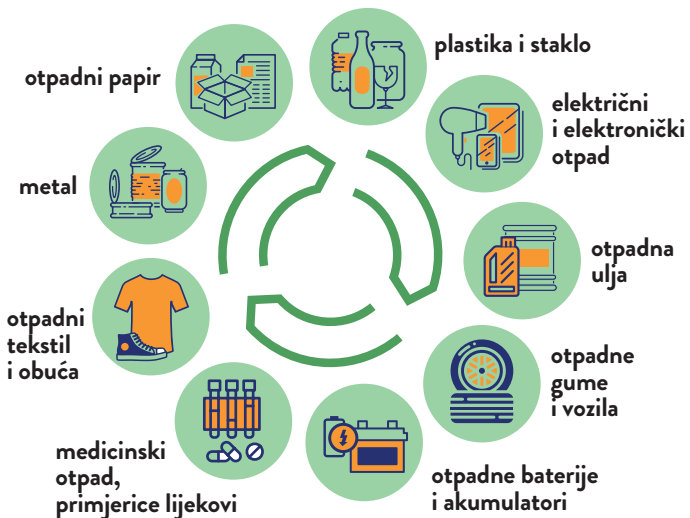 plastika i staklo
električni
i elektronički
otpad
otpadna
ulja
otpadne
gume
i vozila
otpadne baterije
i akumulatori
medicinski
otpad,
primjerice lijekovi
otpadni
tekstil
i obuća
metal
otpadni papir